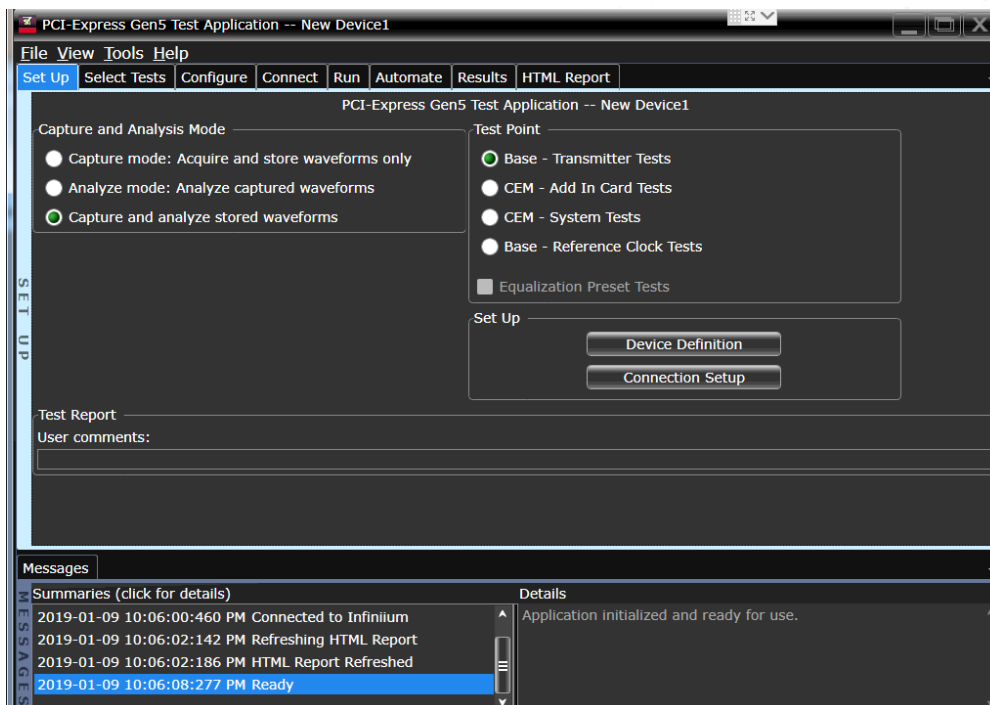 PCI-Express Gen5 Test Application -- New Device1
File View Tools Help
Set Up Select Tests Configure Connect Run Automate Results HTML Report
PCI-Express Gen5 Test Application -- New Device1
Capture and Analysis Mode
Capture mode: Acquire and store waveforms only
Analyze mode: Analyze captured waveforms
Capture and analyze stored waveforms
Test Point
Base - Transmitter Tests
CEM - Add In Card Tests
CEM - System Tests
Base - Reference Clock Tests
Equalization Preset Tests
Set Up
Device Definition
Connection Setup
SET UP
Test Report
User comments:
Messages
MESSAGES
Summaries (click for details)
2019-01-09 10:06:00:460 PM Connected to Infiniium
2019-01-09 10:06:02:142 PM Refreshing HTML Report
2019-01-09 10:06:02:186 PM HTML Report Refreshed
2019-01-09 10:06:08:277 PM Ready
Details
Application initialized and ready for use.